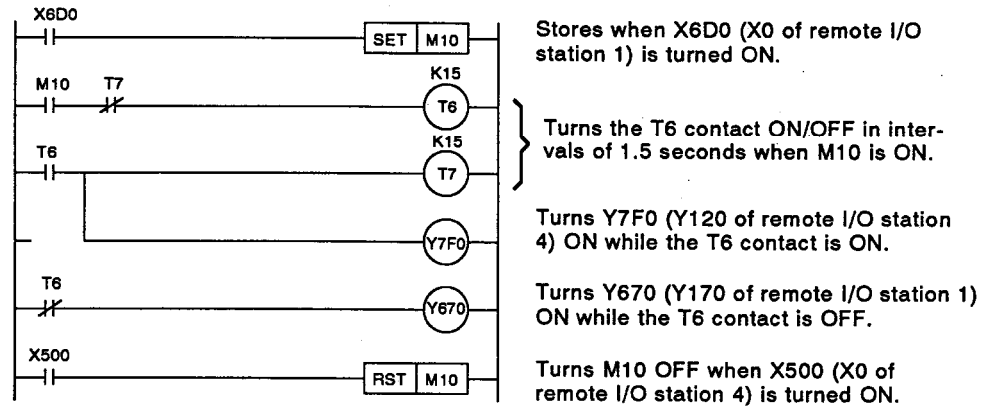 X6D0
SET M10
Stores when X6D0 (X0 of remote I/O
station 1) is turned ON.
M10 T7 K15
T6
Turns the T6 contact ON/OFF in inter-
vals of 1.5 seconds when M10 is ON.
T6 K15
T7
Y7F0
Turns Y7F0 (Y120 of remote I/O station
4) ON while the T6 contact is ON.
T6
Y670
Turns Y670 (Y170 of remote I/O station 1)
ON while the T6 contact is OFF.
X500
RST M10
Turns M10 OFF when X500 (X0 of
remote I/O station 4) is turned ON.